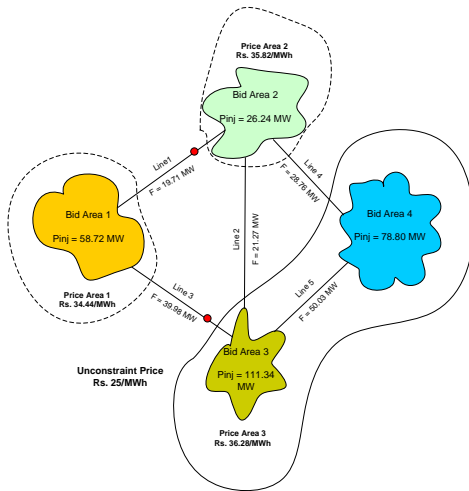 Price Area 2
Rs. 35.82/MWh
Bid Area 2
Pinj = 26.24 MW
Line1
F = 19.71 MW
Line 4
F = 28.76 MW
Bid Area 1
Pinj = 58.72 MW
Bid Area 4
Pinj = 78.80 MW
Line 2
F = 21.27 MW
Price Area 1
Rs. 34.44/MWh
Line 3
F = 39.98 MW
Line 5
F = 50.03 MW
Unconstraint Price
Rs. 25/MWh
Bid Area 3
Pinj = 111.34
MW
Price Area 3
Rs. 36.28/MWh